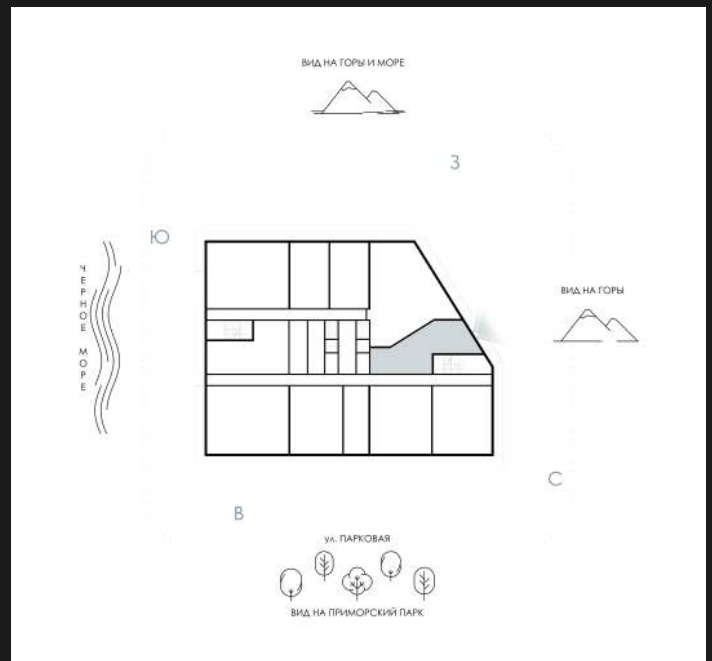 ВИД НА ГОРЫ И МОРЕ
З
Ю
ЧЕРНОЕ МОРЕ
ВИД НА ГОРЫ
С
В
ул. ПАРКОВАЯ
ВИД НА ПРИМОРСКИЙ ПАРК